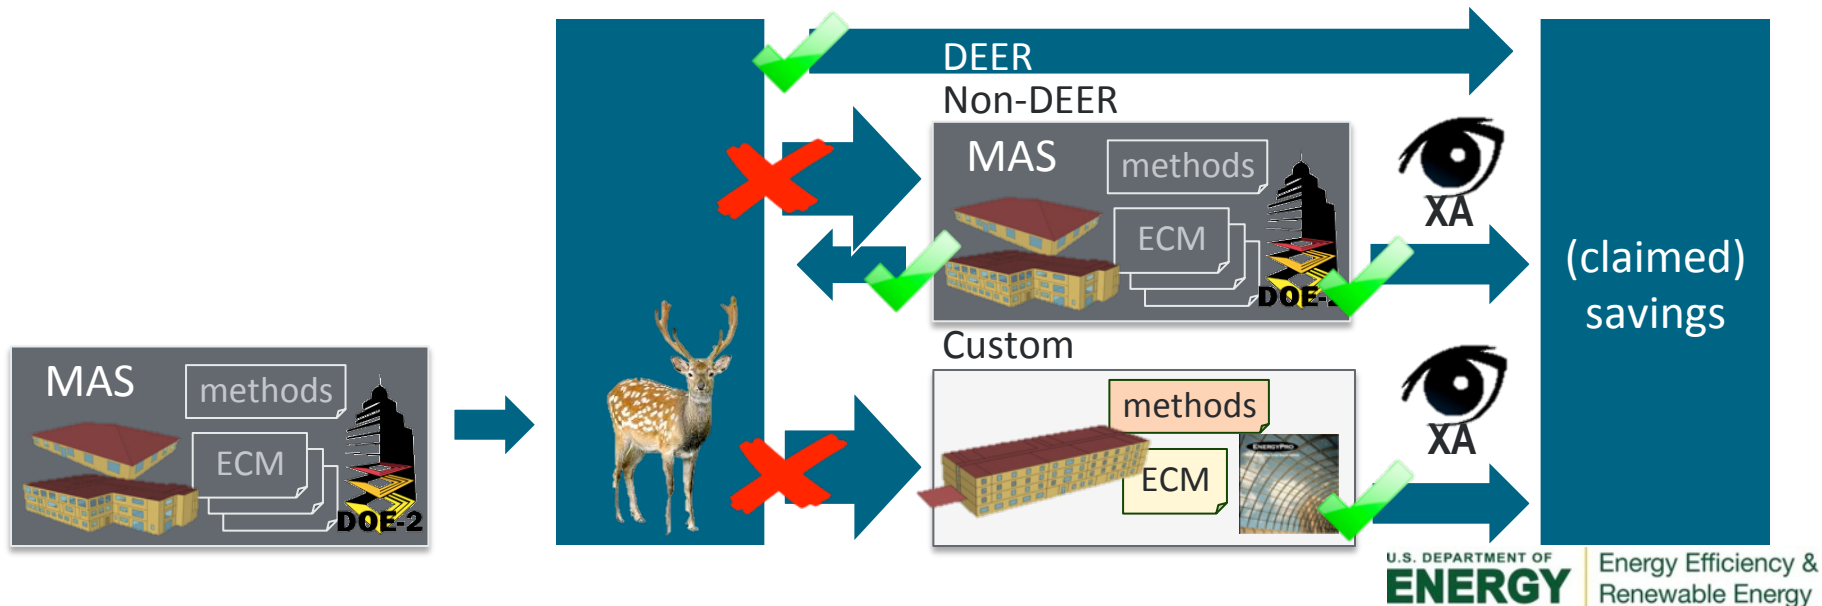 DEER
Non-DEER
MAS
methods
ECM
XA
(claimed)
savings
Custom
MAS
methods
ECM
DOE-2
methods
ECM
ENERGYPRO
XA
U.S. DEPARTMENT OF
ENERGY
Energy Efficiency &
Renewable Energy